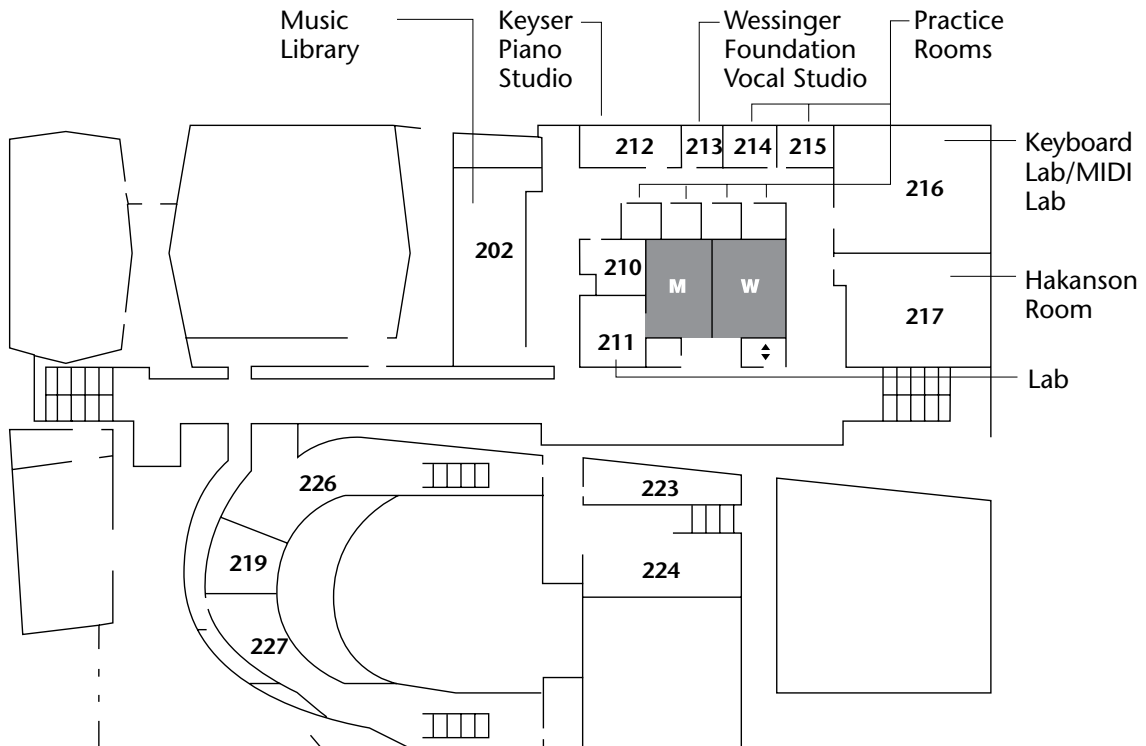 Music
Library
Keyser
Piano
Studio
Wessinger
Foundation
Vocal Studio
Practice
Rooms
212
213
214
215
Keyboard
Lab/MIDI
Lab
216
202
210
M
W
Hakanson
Room
217
211
Lab
226
223
219
224
227